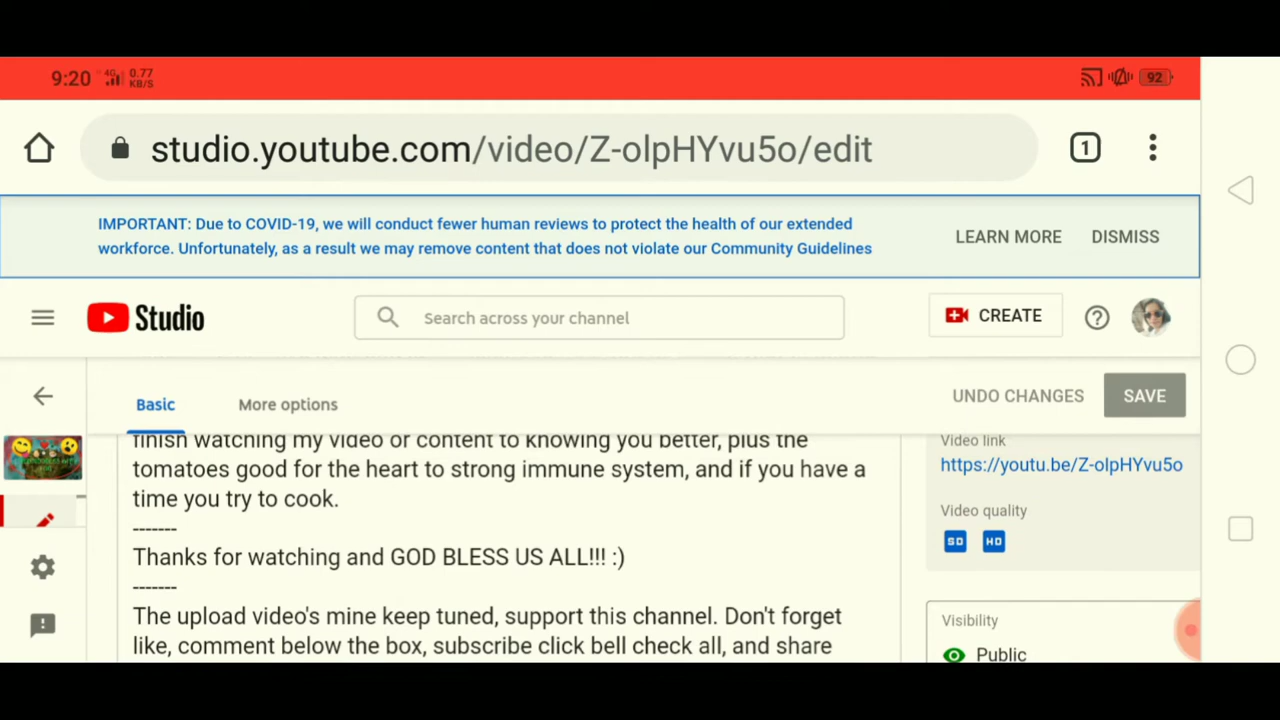 9:20 4G 0.77 KB/S 92
studio.youtube.com/video/Z-olpHYvu5o/edit 1
IMPORTANT: Due to COVID-19, we will conduct fewer human reviews to protect the health of our extended
workforce. Unfortunately, as a result we may remove content that does not violate our Community Guidelines
LEARN MORE DISMISS
Studio
Search across your channel
CREATE
Basic More options UNDO CHANGES SAVE
finish watching my video or content to knowing you better, plus the
tomatoes good for the heart to strong immune system, and if you have a
time you try to cook.
-------
Thanks for watching and GOD BLESS US ALL!!! :)
-------
The upload video's mine keep tuned, support this channel. Don't forget
like, comment below the box, subscribe click bell check all, and share
Video link
https://youtu.be/Z-olpHYvu5o
Video quality
SD HD
Visibility
Public